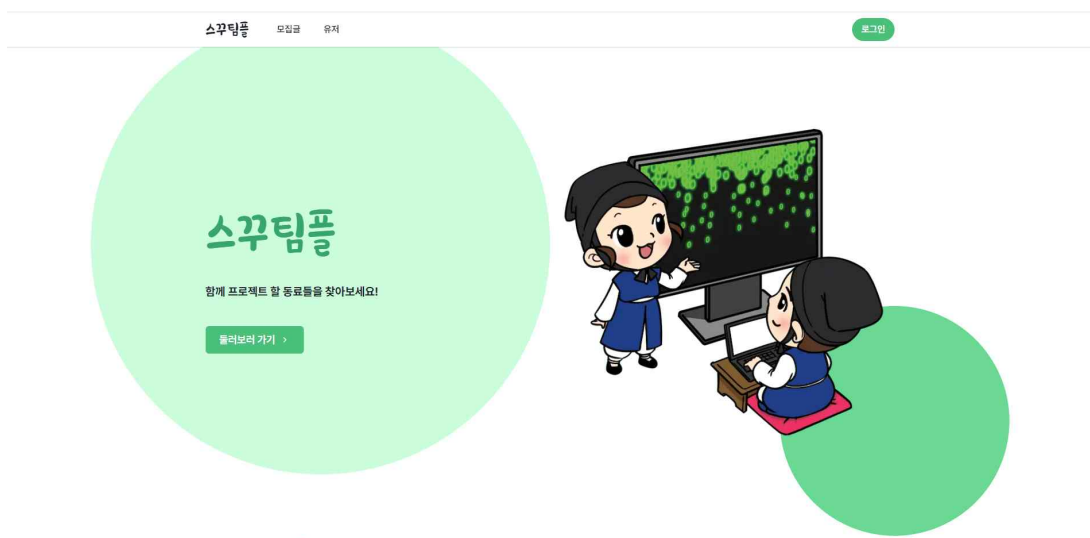 스꾸팀플 모집글 유저 로그인
스꾸팀플
함께 프로젝트 할 동료들을 찾아보세요!
둘러보러 가기 >